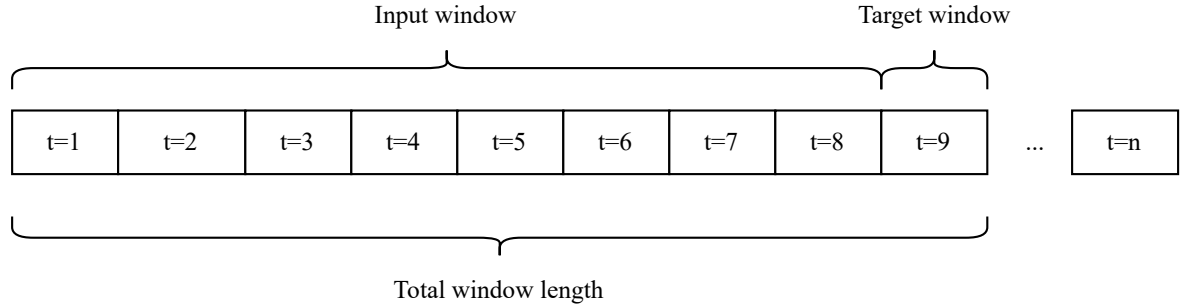 Input window Target window
t=1 t=2 t=3 t=4 t=5 t=6 t=7 t=8 t=9 ... t=n
Total window length